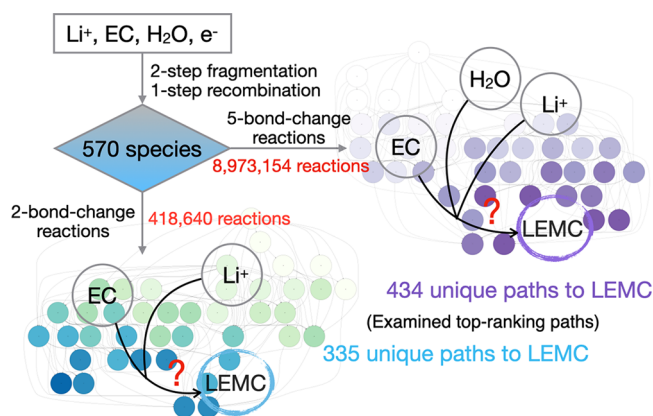 Li⁺, EC, H₂O, e⁻
2-step fragmentation
1-step recombination
570 species
5-bond-change
reactions
8,973,154 reactions
H₂O
Li⁺
EC
?
LEMC
434 unique paths to LEMC
(Examined top-ranking paths)
2-bond-change
reactions
418,640 reactions
EC
Li⁺
?
LEMC
335 unique paths to LEMC